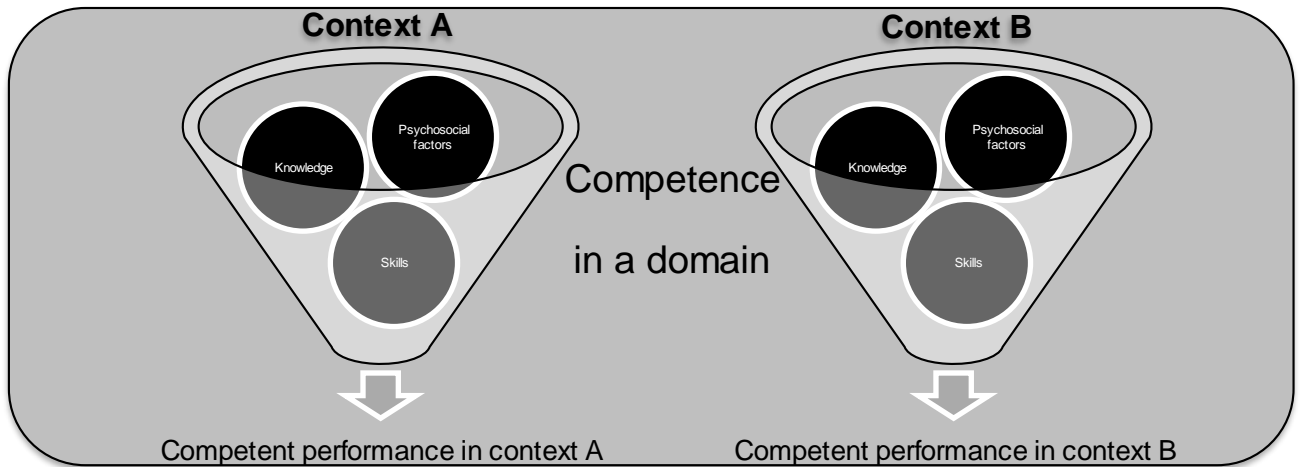 Context A
Psychosocial
factors
Knowledge
Skills
Competent performance in context A
Competence
in a domain
Context B
Psychosocial
factors
Knowledge
Skills
Competent performance in context B